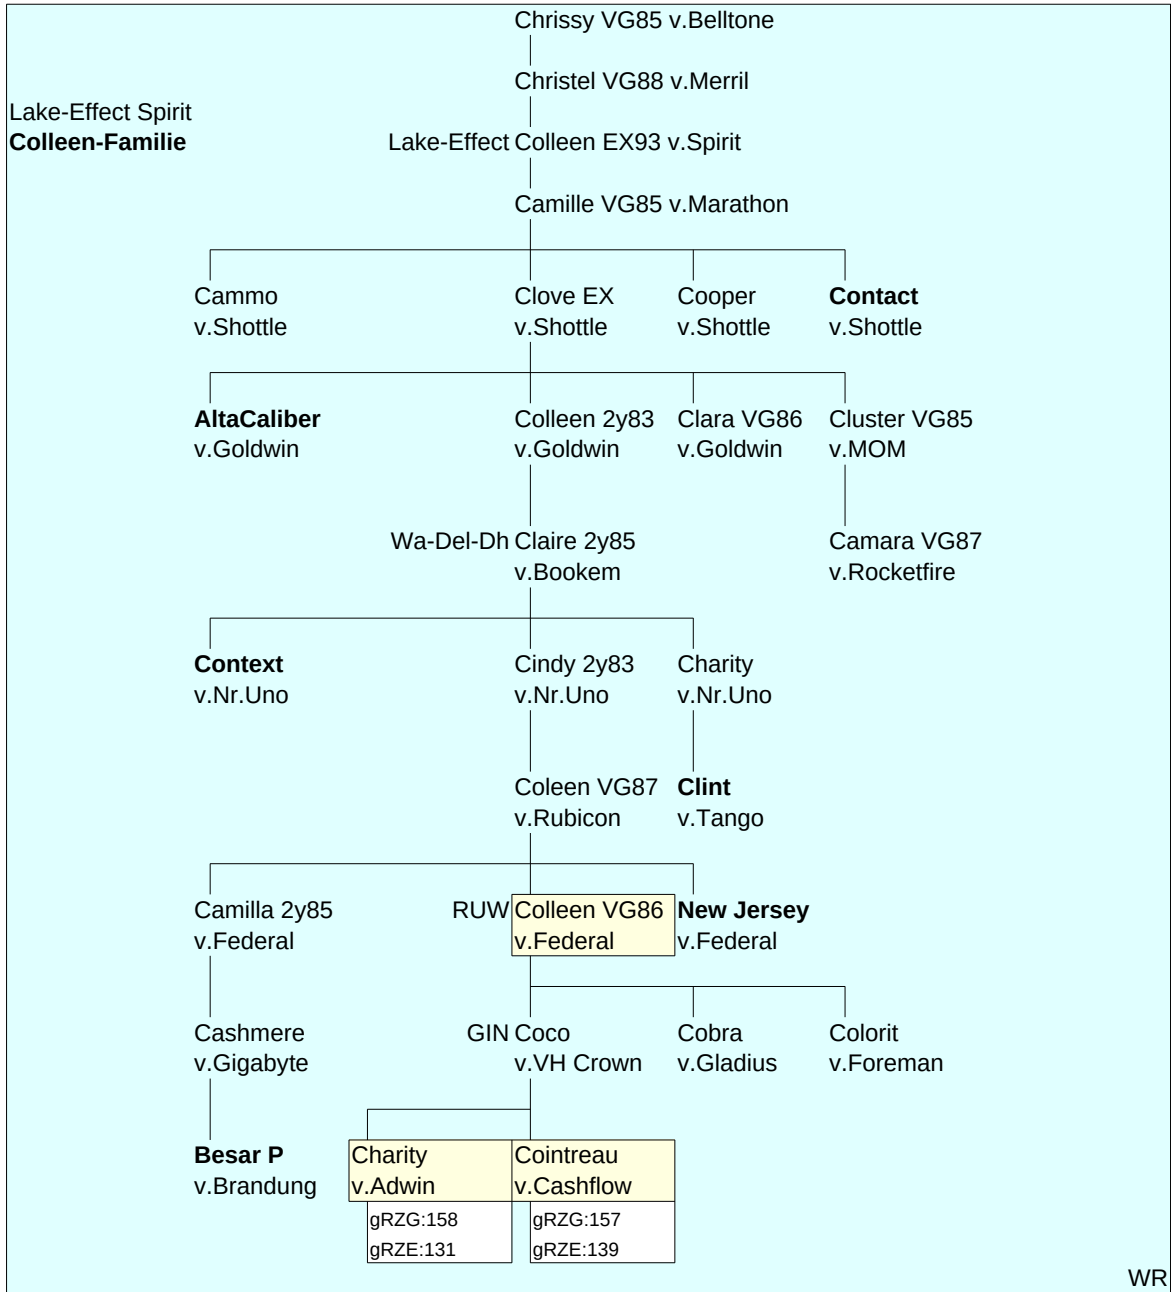 Chrissy VG85 v.Belltone
Christel VG88 v.Merril
Lake-Effect Spirit
Colleen-Familie
Lake-Effect Colleen EX93 v.Spirit
Camille VG85 v.Marathon
Cammo Clove EX Cooper Contact
v.Shottle v.Shottle v.Shottle v.Shottle
AltaCaliber Colleen 2y83 Clara VG86 Cluster VG85
v.Goldwin v.Goldwin v.Goldwin v.MOM
Wa-Del-Dh Claire 2y85 Camara VG87
v.Bookem v.Rocketfire
Context Cindy 2y83 Charity
v.Nr.Uno v.Nr.Uno v.Nr.Uno
Coleen VG87 Clint
v.Rubicon v.Tango
Camilla 2y85 RUW Colleen VG86 New Jersey
v.Federal v.Federal v.Federal
Cashmere GIN Coco Cobra Colorit
v.Gigabyte v.VH Crown v.Gladius v.Foreman
Besar P Charity Cointreau
v.Brandung v.Adwin v.Cashflow
gRZG:158 gRZG:157
gRZE:131 gRZE:139
WR